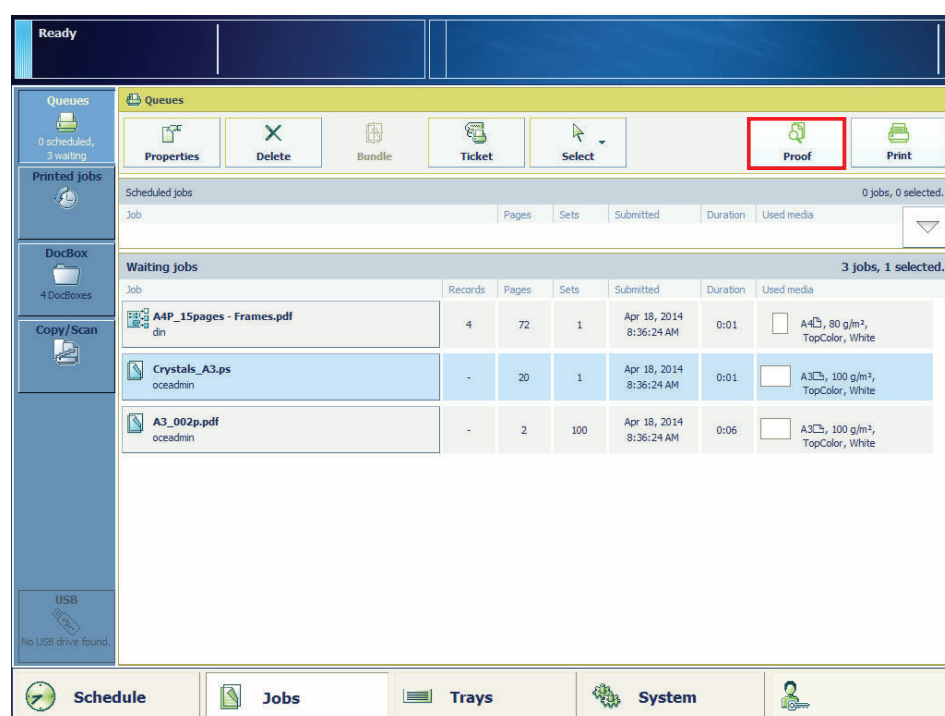 Ready
Queues
0 scheduled,
3 waiting
Printed jobs
DocBox
4 DocBoxes
Copy/Scan
USB
No USB drive found.
Queues
Properties
Delete
Bundle
Ticket
Select
Proof
Print
Scheduled jobs 0 jobs, 0 selected.
Job Pages Sets Submitted Duration Used media
Waiting jobs 3 jobs, 1 selected.
Job Records Pages Sets Submitted Duration Used media
A4P_15pages - Frames.pdf
din
4 72 1
Apr 18, 2014
8:36:24 AM
0:01
A4, 80 g/m²,
TopColor, White
Crystals_A3.ps
oceadmin
- 20 1
Apr 18, 2014
8:36:24 AM
0:01
A3, 100 g/m²,
TopColor, White
A3_002p.pdf
oceadmin
- 2 100
Apr 18, 2014
8:36:24 AM
0:06
A3, 100 g/m²,
TopColor, White
Schedule
Jobs
Trays
System